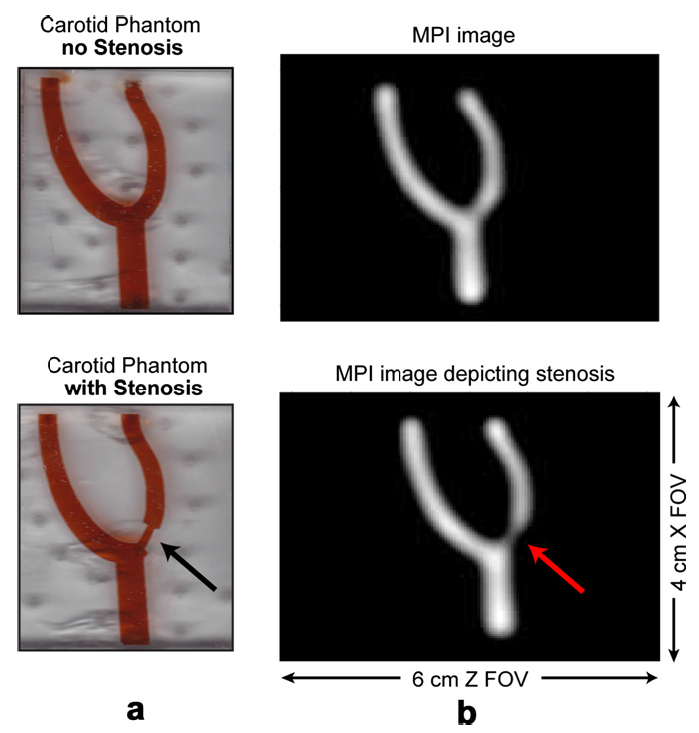 Carotid Phantom
no Stenosis
MPI image
Carotid Phantom
with Stenosis
MPI image depicting stenosis
4 cm X FOV
6 cm Z FOV
a
b